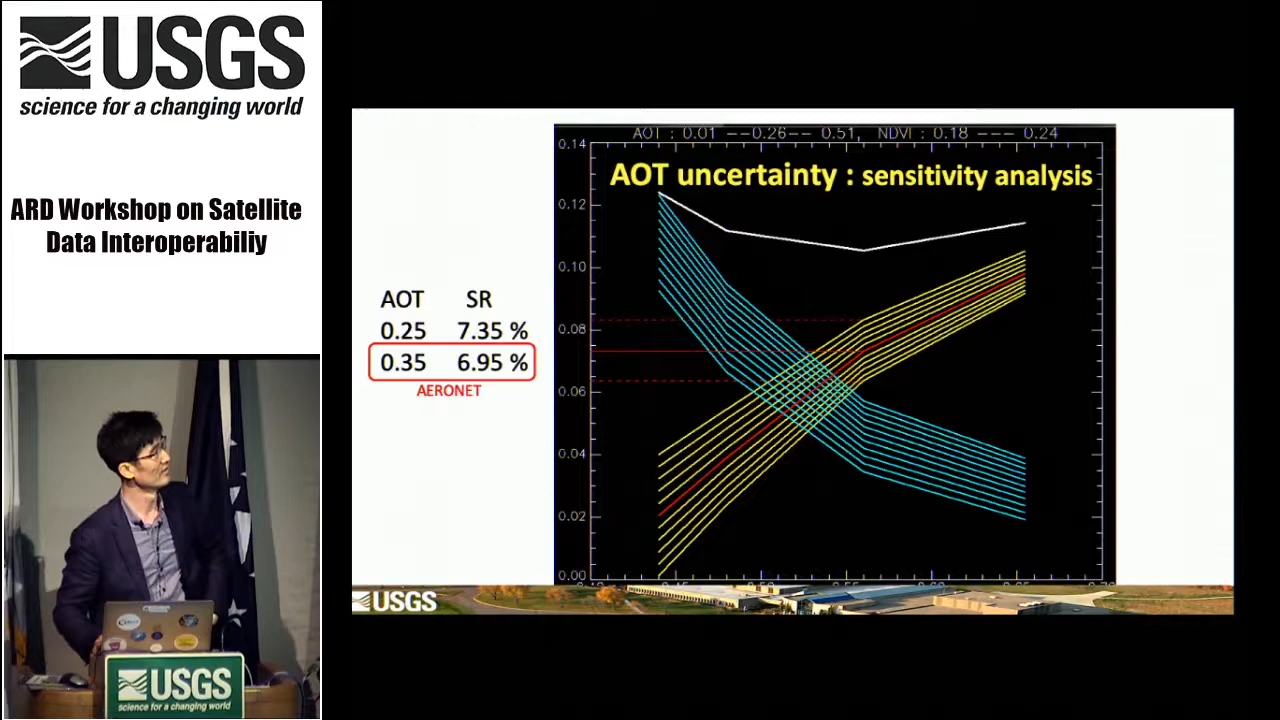 USGS
science for a changing world
ARD Workshop on Satellite
Data Interoperabiliy
AOT : 0.01 --0.26-- 0.51, NDVI : 0.18 --- 0.24
AOT uncertainty : sensitivity analysis
0.14
0.12
0.10
0.08
0.06
0.04
0.02
0.00
AOT SR
0.25 7.35 %
0.35 6.95 %
AERONET
USGS
USGS
science for a changing world